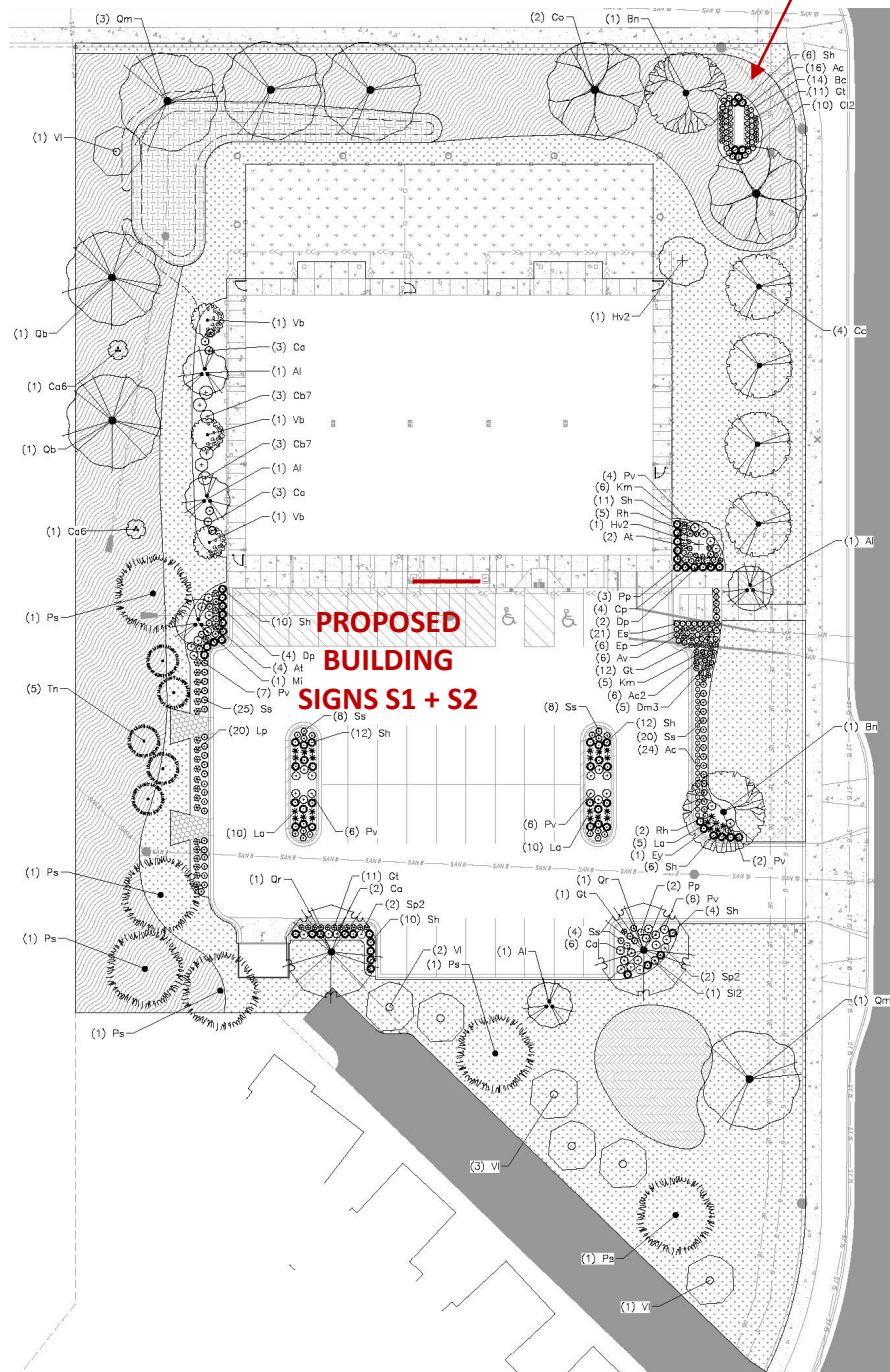 (3) Qm
(2) Co
(1) Bn
(6) Sh
(16) Ac
(14) Bc
(11) Gt
(10) Gl2
(1) Vl
(1) Hv2
(1) Qb
(4) Cc
(1) Vb
(3) Ca
(1) Al
(3) Cb7
(1) Vb
(3) Cb7
(1) Al
(3) Ca
(1) Vb
(1) Ca6
(1) Qb
(1) Ca6
(4) Pv
(6) Km
(11) Sh
(5) Rh
(1) Hv2
(2) At
(1) Al
(1) Ps
(3) Pp
(4) Cp
(2) Dp
(21) Es
(6) Ep
(6) Av
(12) Gt
(5) Km
(6) Ac2
(5) Dm3
(20) Ss
(24) Ac
(10) Sh
(4) Dp
(4) At
(1) Mi
(7) Pv
(25) Ss
(20) Lp
(5) Tn
PROPOSED
BUILDING
SIGNS S1 + S2
(8) Ss
(12) Sh
(8) Ss
(12) Sh
(1) Bn
(10) La
(6) Pv
(6) Pv
(10) La
(2) Rh
(5) La
(1) Ey
(6) Sh
(2) Pv
(1) Ps
SAN 8 SAN 8 SAN 8
(1) Qr
(11) Gt
(2) Ca
(2) Sp2
(10) Sh
(1) Qr
(1) Gt
(2) Pp
(6) Pv
(4) Sh
(4) Ss
(6) Ca
(2) Sp2
(1) Sl2
(1) Ps
(1) Ps
(2) Vl
(1) Ps
(1) Al
(1) Qm
(3) Vl
(1) Ps
(1) Vl